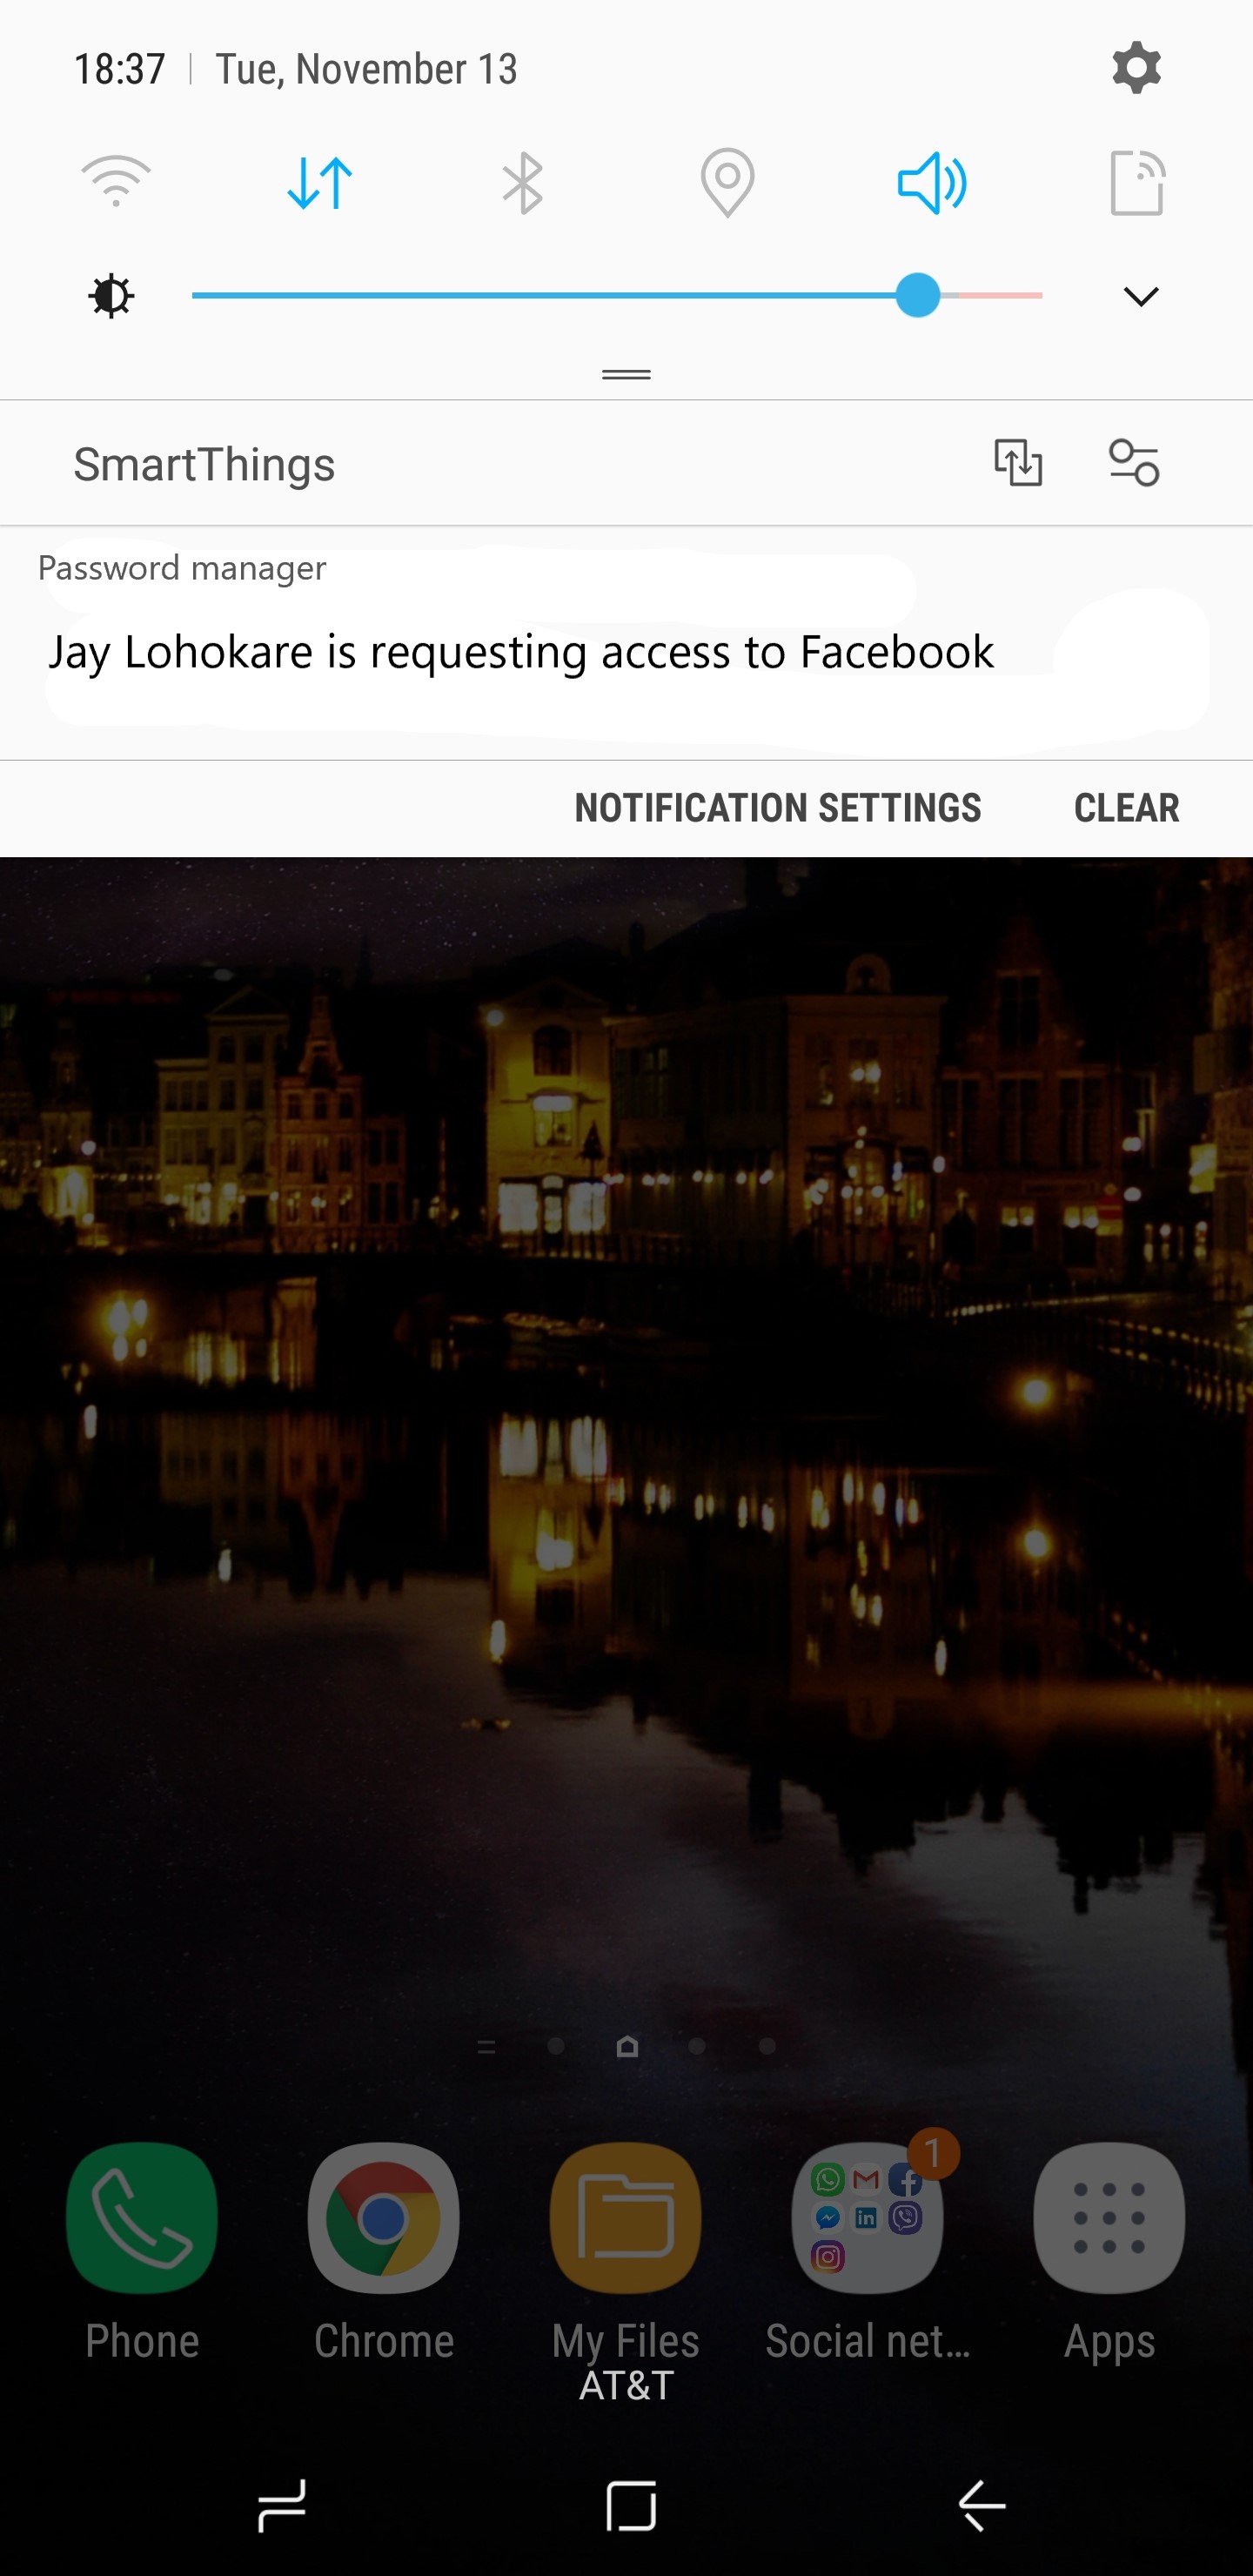 18:37 | Tue, November 13
SmartThings
Password manager
Jay Lohokare is requesting access to Facebook
NOTIFICATION SETTINGS CLEAR
1
Phone Chrome My Files Social net... Apps
AT&T